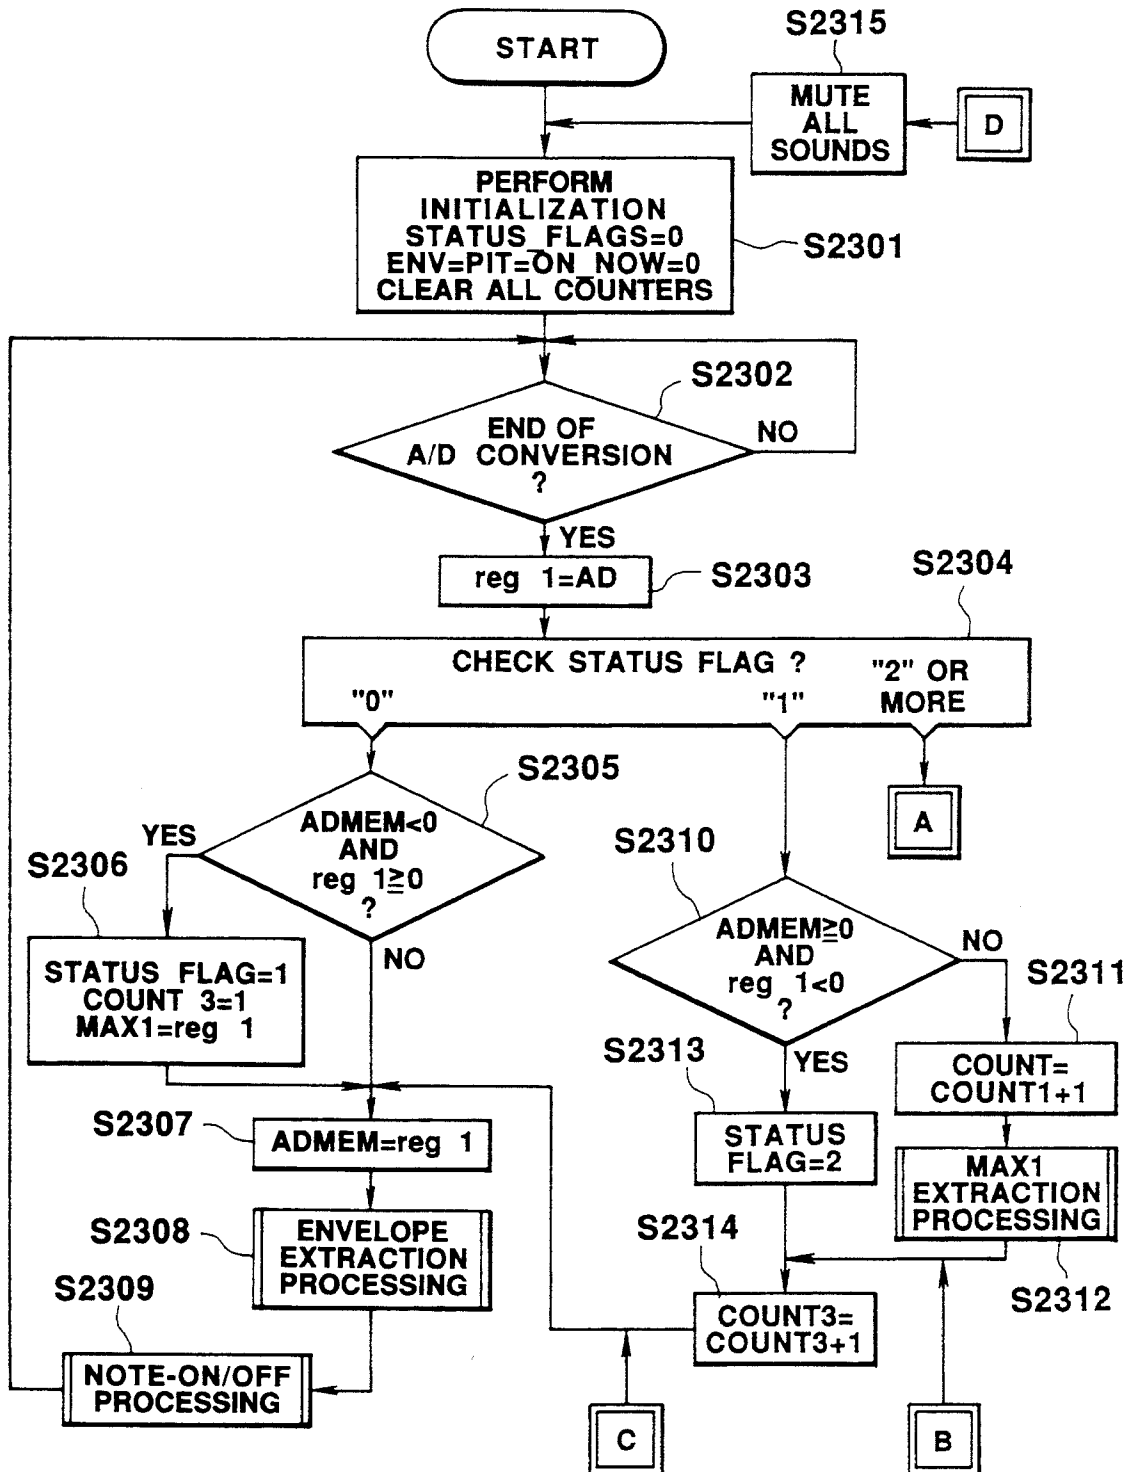 S2315
START
MUTE
ALL
SOUNDS
D
PERFORM
INITIALIZATION
STATUS_FLAGS=0
ENV=PIT=ON_NOW=0
CLEAR ALL COUNTERS
S2301
S2302
END OF
A/D CONVERSION
?
NO
YES
reg 1=AD
S2303
S2304
CHECK STATUS FLAG ?
"0"
"1"
"2" OR
MORE
S2305
ADMEM<0
AND
reg 1≧0
?
YES
NO
A
S2306
STATUS FLAG=1
COUNT 3=1
MAX1=reg 1
S2310
ADMEM≧0
AND
reg 1<0
?
NO
YES
S2311
COUNT=
COUNT1+1
S2313
STATUS
FLAG=2
S2307
ADMEM=reg 1
MAX1
EXTRACTION
PROCESSING
S2312
S2308
ENVELOPE
EXTRACTION
PROCESSING
S2314
COUNT3=
COUNT3+1
S2309
NOTE-ON/OFF
PROCESSING
C
B